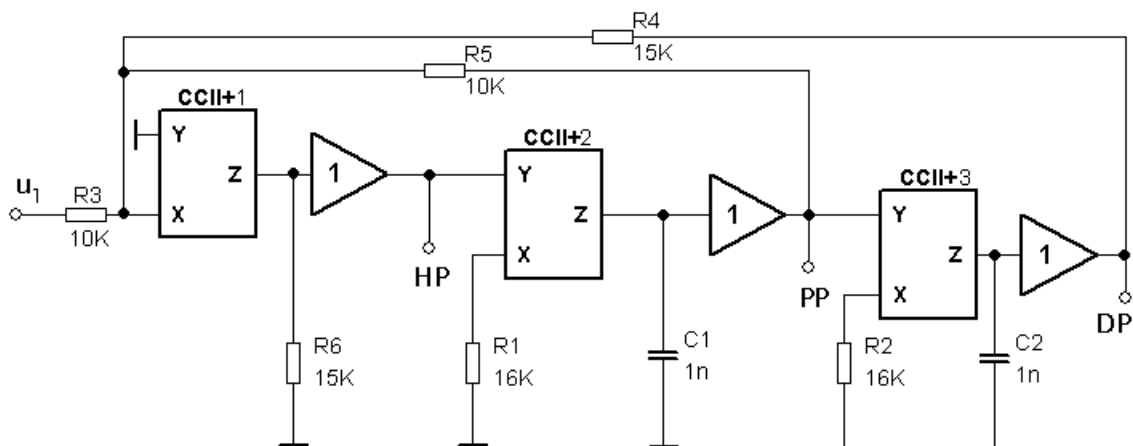 R4
15K
R5
10K
CCII+1
Y
Z
X
u1
R3
10K
1
HP
R6
15K
CCII+2
Y
Z
X
R1
16K
1
PP
C1
1n
CCII+3
Y
Z
X
R2
16K
1
DP
C2
1n